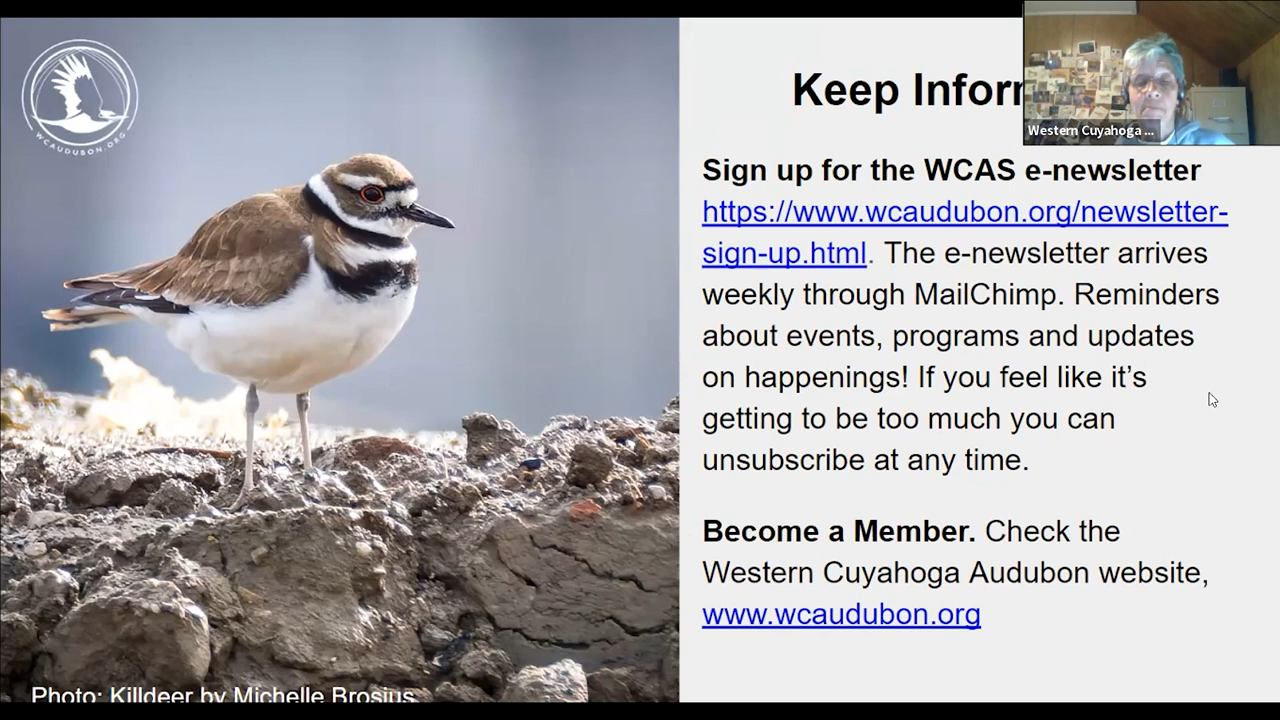 WCAUDUBON.ORG
Keep Inforn
Western Cuyahoga ...
Sign up for the WCAS e-newsletter
https://www.wcaudubon.org/newsletter-
sign-up.html. The e-newsletter arrives
weekly through MailChimp. Reminders
about events, programs and updates
on happenings! If you feel like it’s
getting to be too much you can
unsubscribe at any time.
Become a Member. Check the
Western Cuyahoga Audubon website,
www.wcaudubon.org
Photo: Killdeer by Michelle Brosius